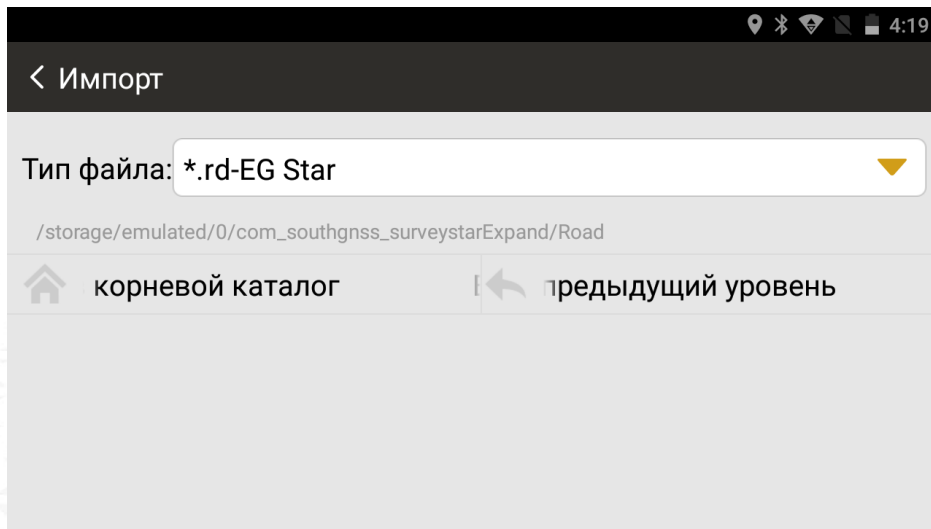 4:19
Импорт
Тип файла: *.rd-EG Star
/storage/emulated/0/com_southgnss_surveystarExpand/Road
корневой каталог предыдущий уровень